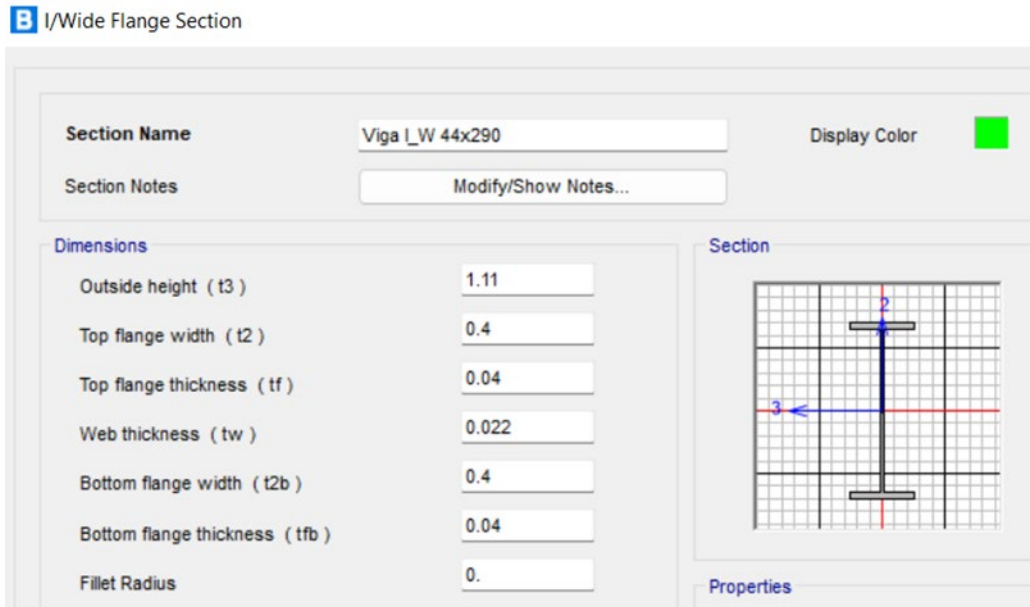 B I/Wide Flange Section
Section Name Viga I_W 44x290 Display Color
Section Notes Modify/Show Notes...
Dimensions
Outside height ( t3 ) 1.11
Top flange width ( t2 ) 0.4
Top flange thickness ( tf ) 0.04
Web thickness ( tw ) 0.022
Bottom flange width ( t2b ) 0.4
Bottom flange thickness ( tfb ) 0.04
Fillet Radius 0.
Section
2
3
Properties